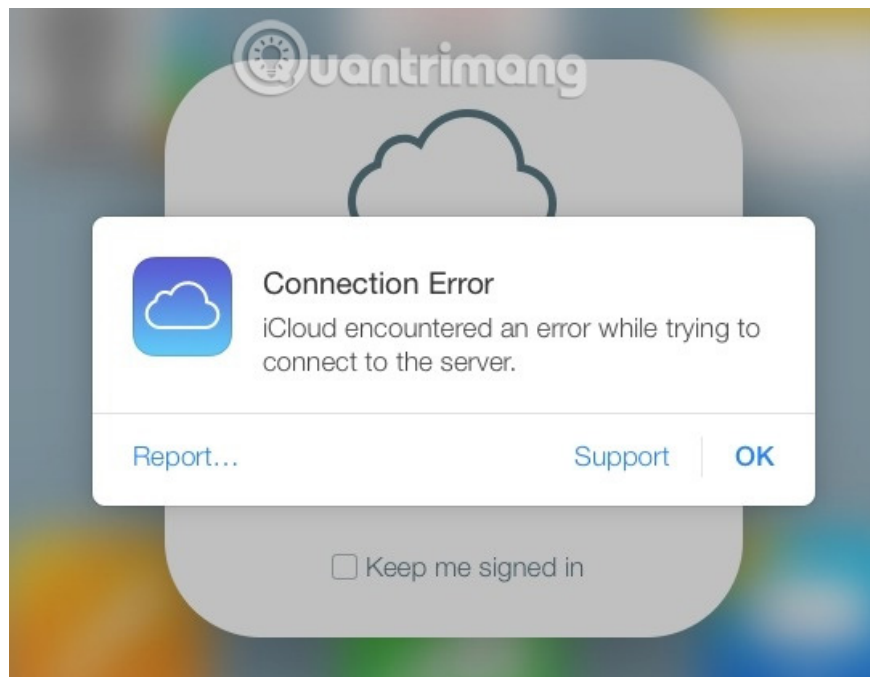 Quantrimang
Connection Error
iCloud encountered an error while trying to
connect to the server.
Report...
Support
OK
Keep me signed in